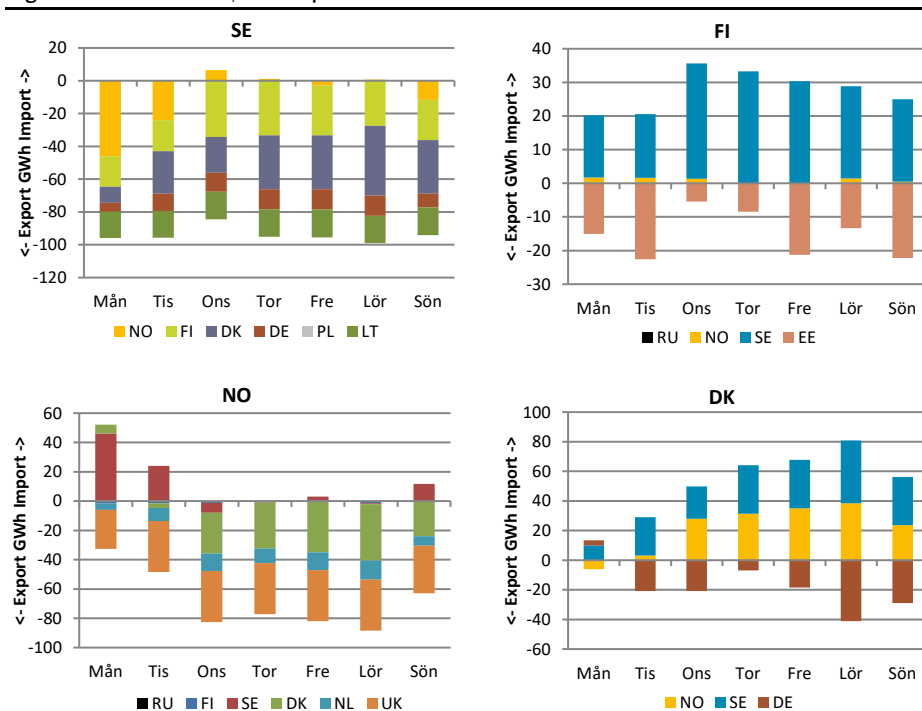 SE
20
0
-20
-40
-60
-80
-100
-120
<- Export GWh Import ->
Mån Tis Ons Tor Fre Lör Sön
NO FI DK DE PL LT
FI
40
30
20
10
0
-10
-20
-30
<- Export GWh Import ->
Mån Tis Ons Tor Fre Lör Sön
RU NO SE EE
NO
60
40
20
0
-20
-40
-60
-80
-100
<- Export GWh Import ->
Mån Tis Ons Tor Fre Lör Sön
RU FI SE DK NL UK
DK
100
80
60
40
20
0
-20
-40
-60
<- Export GWh Import ->
Mån Tis Ons Tor Fre Lör Sön
NO SE DE